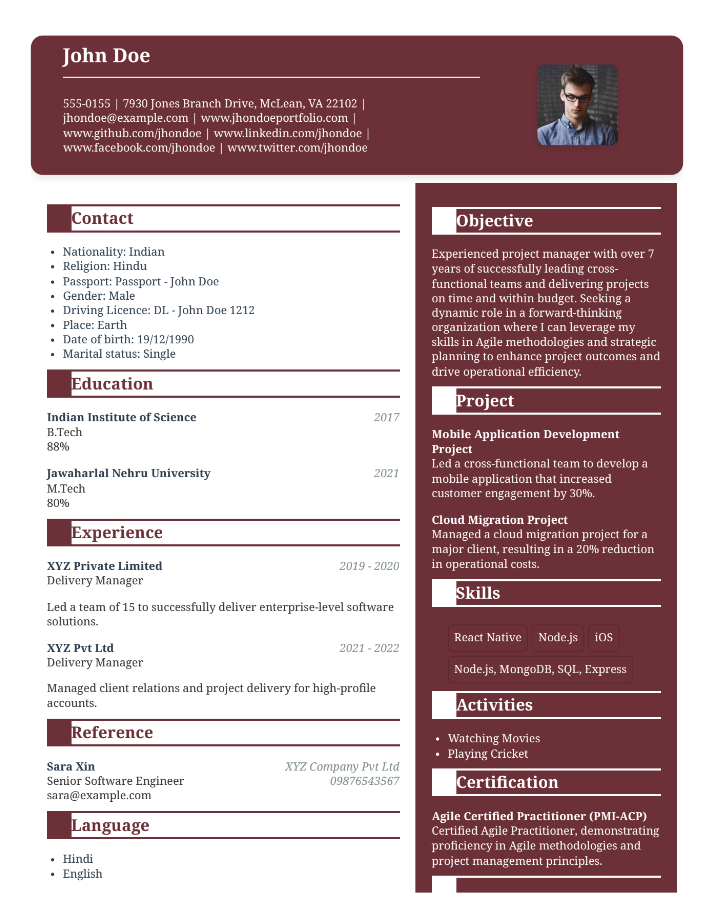 John Doe
555-0155 | 7930 Jones Branch Drive, McLean, VA 22102 |
jhondoe@example.com | www.jhondoeportfolio.com |
www.github.com/jhondoe | www.linkedin.com/jhondoe |
www.facebook.com/jhondoe | www.twitter.com/jhondoe
Contact
• Nationality: Indian
• Religion: Hindu
• Passport: Passport - John Doe
• Gender: Male
• Driving Licence: DL - John Doe 1212
• Place: Earth
• Date of birth: 19/12/1990
• Marital status: Single
Education
Indian Institute of Science 2017
B.Tech
88%
Jawaharlal Nehru University 2021
M.Tech
80%
Experience
XYZ Private Limited 2019 - 2020
Delivery Manager
Led a team of 15 to successfully deliver enterprise-level software
solutions.
XYZ Pvt Ltd 2021 - 2022
Delivery Manager
Managed client relations and project delivery for high-profile
accounts.
Reference
Sara Xin XYZ Company Pvt Ltd
Senior Software Engineer 09876543567
sara@example.com
Language
• Hindi
• English
Objective
Experienced project manager with over 7
years of successfully leading cross-
functional teams and delivering projects
on time and within budget. Seeking a
dynamic role in a forward-thinking
organization where I can leverage my
skills in Agile methodologies and strategic
planning to enhance project outcomes and
drive operational efficiency.
Project
Mobile Application Development
Project
Led a cross-functional team to develop a
mobile application that increased
customer engagement by 30%.
Cloud Migration Project
Managed a cloud migration project for a
major client, resulting in a 20% reduction
in operational costs.
Skills
React Native Node.js iOS
Node.js, MongoDB, SQL, Express
Activities
• Watching Movies
• Playing Cricket
Certification
Agile Certified Practitioner (PMI-ACP)
Certified Agile Practitioner, demonstrating
proficiency in Agile methodologies and
project management principles.